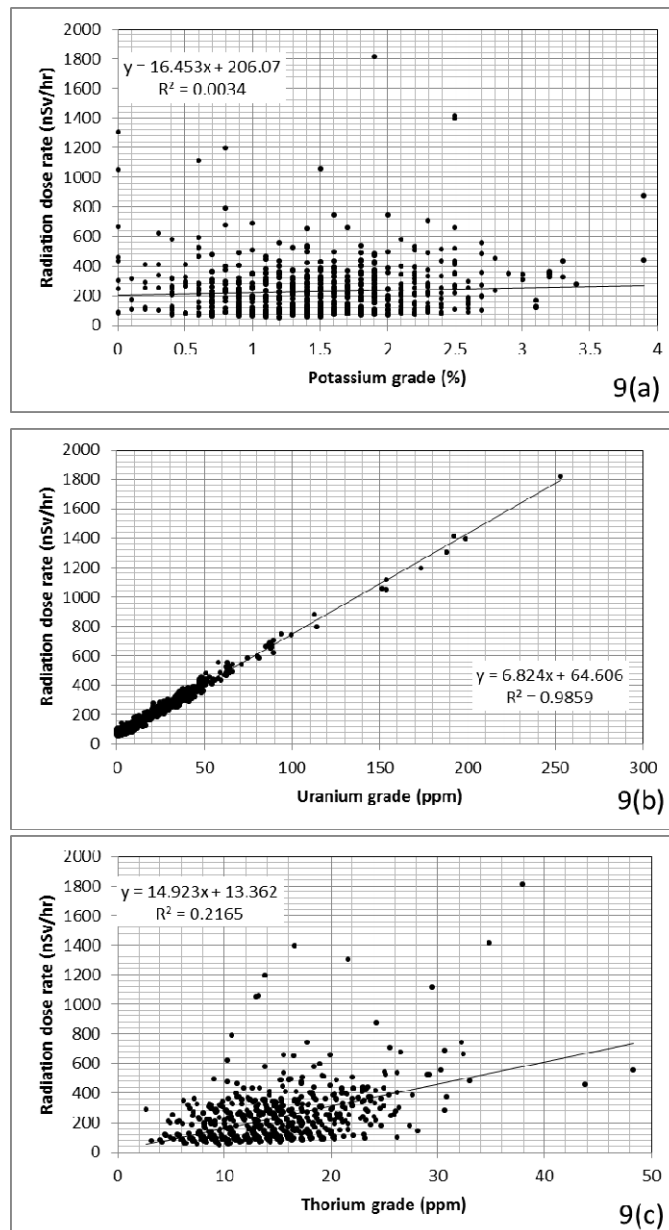 2000
1800
1600
1400
1200
1000
800
600
400
200
0
Radiation dose rate (nSv/hr)
y = 16.453x + 206.07
R² = 0.0034
0 0.5 1 1.5 2 2.5 3 3.5 4
Potassium grade (%)
9(a)
2000
1800
1600
1400
1200
1000
800
600
400
200
0
Radiation dose rate (nSv/hr)
y = 6.824x + 64.606
R² = 0.9859
0 50 100 150 200 250 300
Uranium grade (ppm)
9(b)
2000
1800
1600
1400
1200
1000
800
600
400
200
0
Radiation dose rate (nSv/hr)
y = 14.923x + 13.362
R² = 0.2165
0 10 20 30 40 50
Thorium grade (ppm)
9(c)